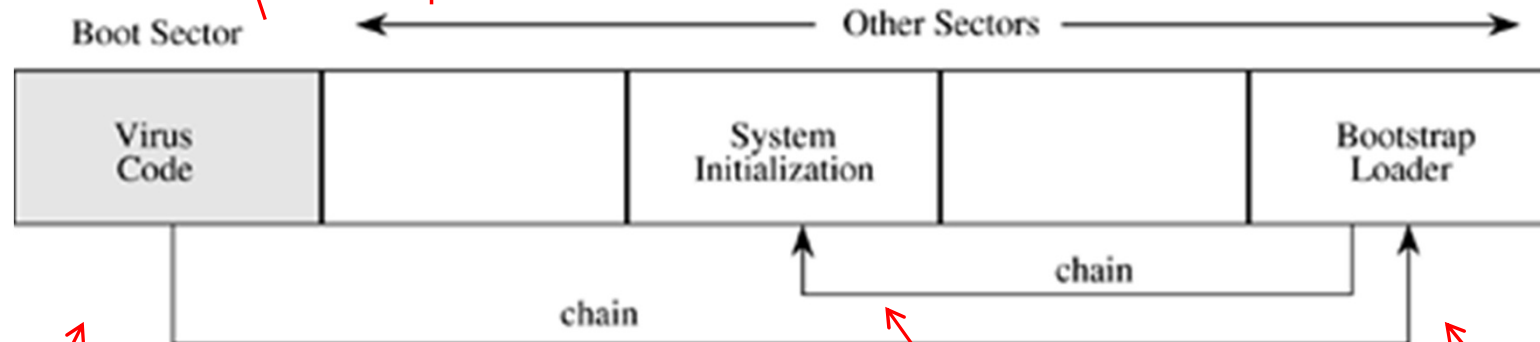 Boot Sector
Other Sectors
Virus
Code
System
Initialization
Bootstrap
Loader
chain
chain